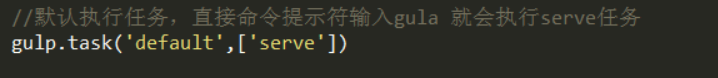 //默认执行任务，直接命令提示符输入gula 就会执行serve任务
gulp.task('default',['serve'])